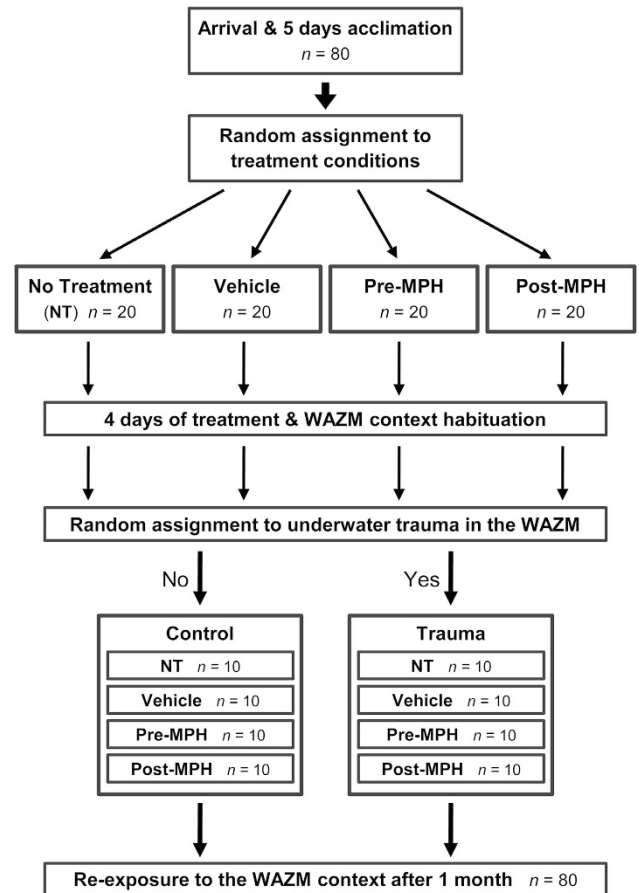 Arrival & 5 days acclimation
n = 80
Random assignment to
treatment conditions
No Treatment
(NT) n = 20
Vehicle
n = 20
Pre-MPH
n = 20
Post-MPH
n = 20
4 days of treatment & WAZM context habituation
Random assignment to underwater trauma in the WAZM
No
Yes
Control
NT n = 10
Vehicle n = 10
Pre-MPH n = 10
Post-MPH n = 10
Trauma
NT n = 10
Vehicle n = 10
Pre-MPH n = 10
Post-MPH n = 10
Re-exposure to the WAZM context after 1 month n = 80